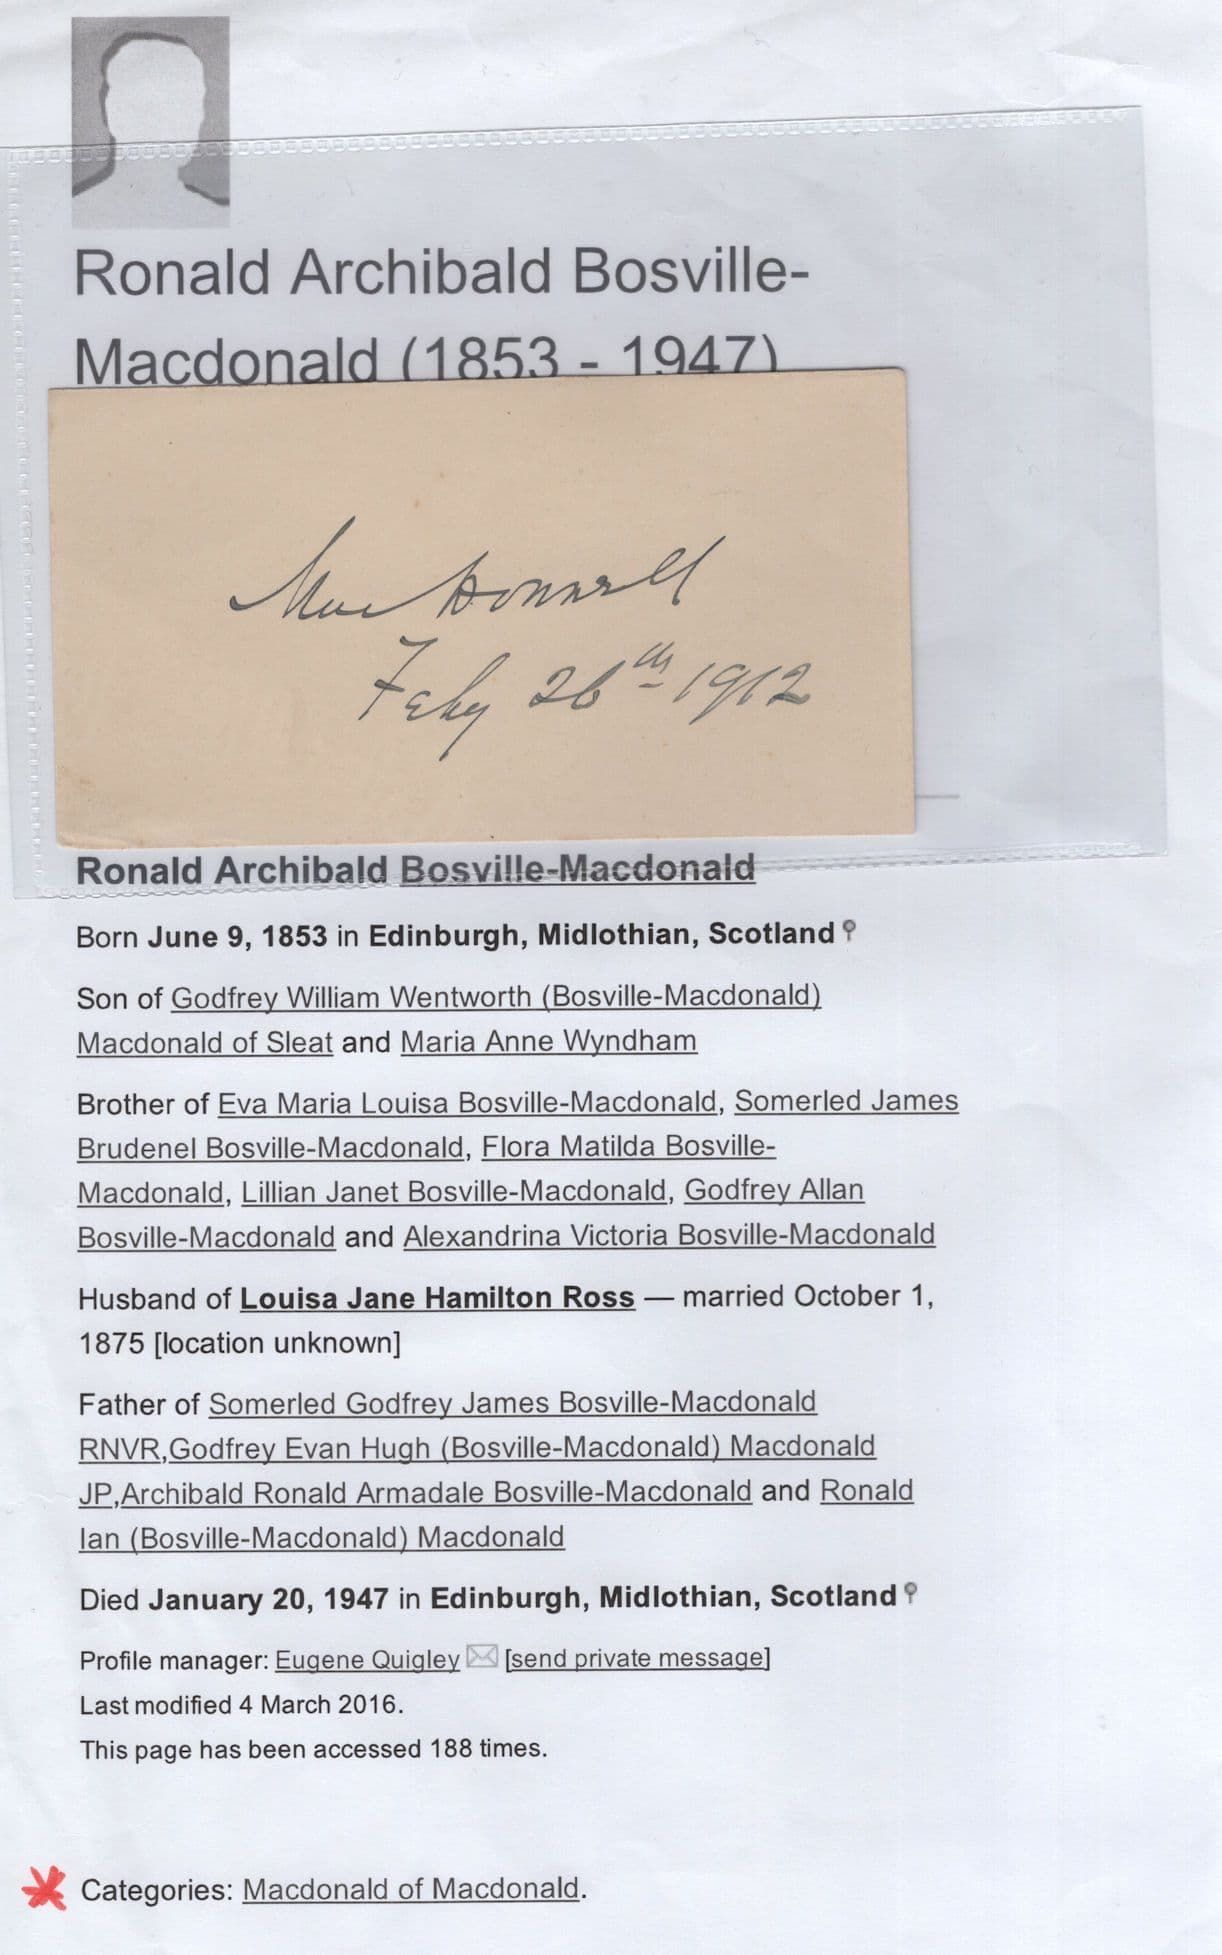 Ronald Archibald Bosville-
Macdonald (1853 - 1947)
MacDonnell
Feby 26th 1912
Ronald Archibald Bosville-Macdonald
Born June 9, 1853 in Edinburgh, Midlothian, Scotland
Son of Godfrey William Wentworth (Bosville-Macdonald)
Macdonald of Sleat and Maria Anne Wyndham
Brother of Eva Maria Louisa Bosville-Macdonald, Somerled James
Brudenel Bosville-Macdonald, Flora Matilda Bosville-
Macdonald, Lillian Janet Bosville-Macdonald, Godfrey Allan
Bosville-Macdonald and Alexandrina Victoria Bosville-Macdonald
Husband of Louisa Jane Hamilton Ross — married October 1,
1875 [location unknown]
Father of Somerled Godfrey James Bosville-Macdonald
RNVR,Godfrey Evan Hugh (Bosville-Macdonald) Macdonald
JP,Archibald Ronald Armadale Bosville-Macdonald and Ronald
Ian (Bosville-Macdonald) Macdonald
Died January 20, 1947 in Edinburgh, Midlothian, Scotland
Profile manager: Eugene Quigley [send private message]
Last modified 4 March 2016.
This page has been accessed 188 times.
Categories: Macdonald of Macdonald.